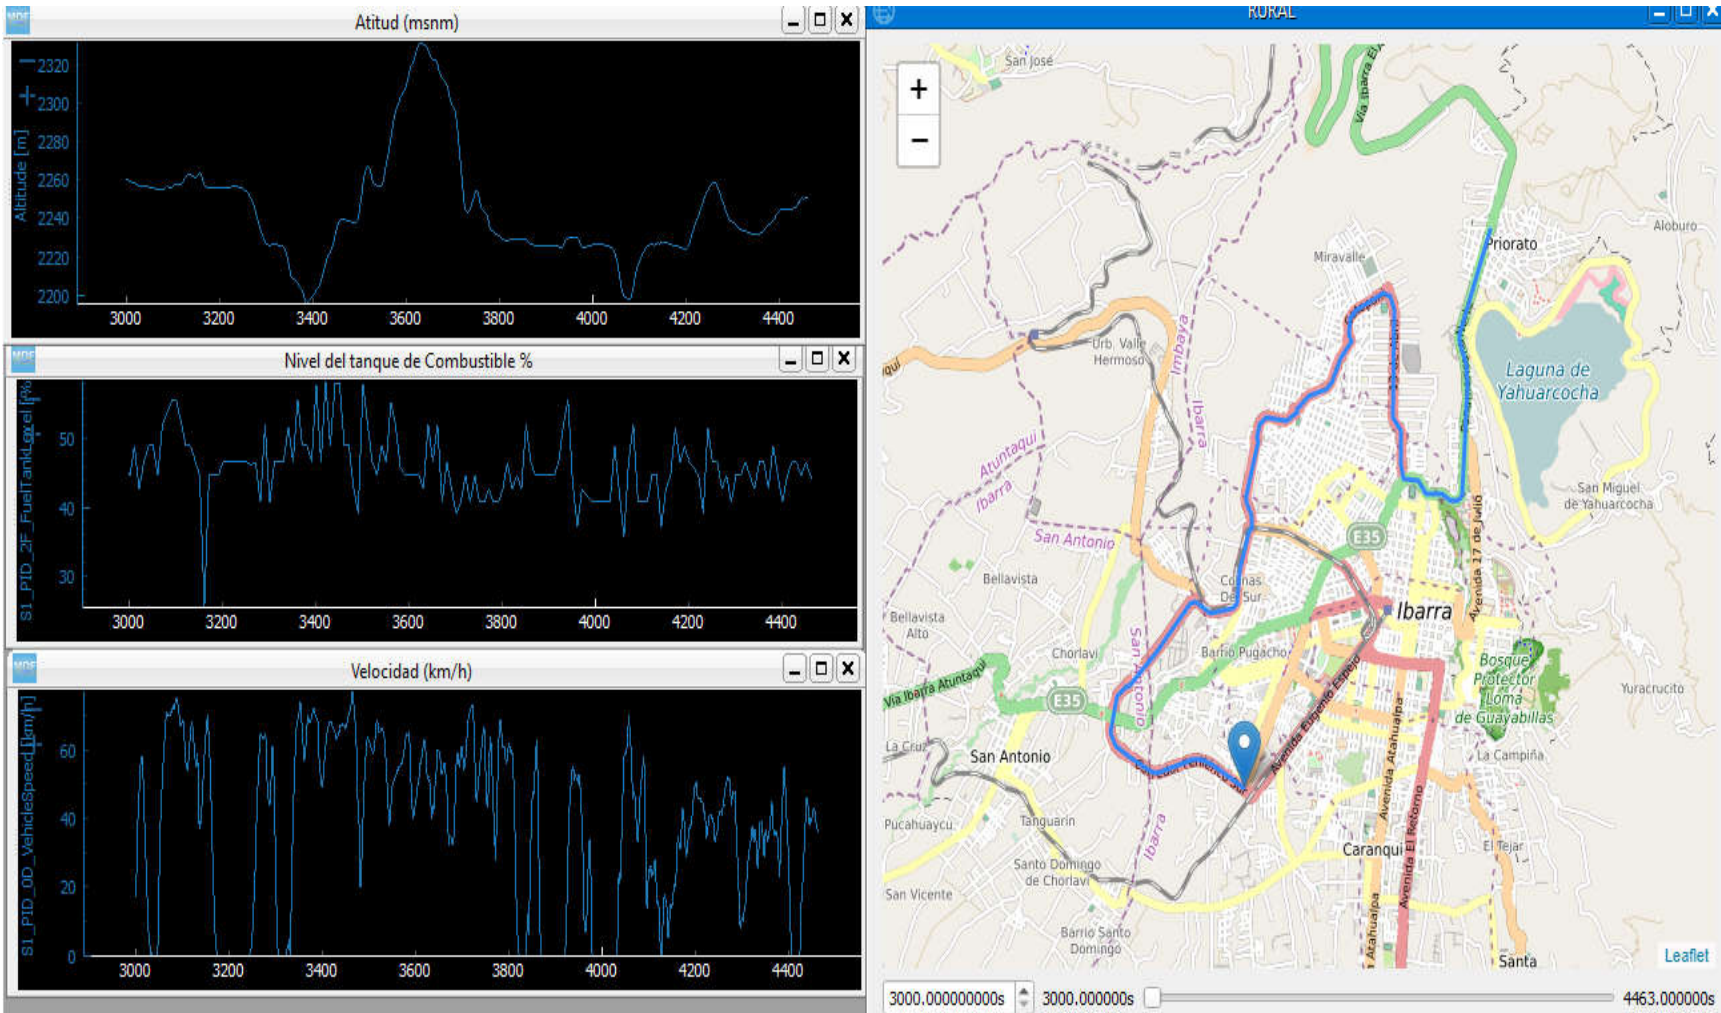 Atitud (msnm)
Altitude [m]
2320
2300
2280
2260
2240
2220
2200
3000 3200 3400 3600 3800 4000 4200 4400
Nivel del tanque de Combustible %
50
40
30
3000 3200 3400 3600 3800 4000 4200 4400
Velocidad (km/h)
S1_PID_0D_VehicleSpeed [km/h]
60
40
20
0
3000 3200 3400 3600 3800 4000 4200 4400
RURAL
+
−
San José
Via Ibarra
Priorato
Aloburo
Miravalle
Imbaya
Ibarra
Urb. Valle
Hermoso
Laguna de
Yahuarcocha
Atuntaqui
Ibarra
San Antonio
San Miguel
de Yahuarcocha
Avenida 17 de Julio
E35
Bellavista
Colinas
Del Sur
Ibarra
Bellavista
Alto
Chorlavi
San Antonio
Barrio Pugacho
Bosque
Protector
Loma
de Guayabillas
Yuracrucito
Via Ibarra Atuntaqui
E35
Avenida Eugenio Espejo
Avenida Atahualpa
La Cruz
San Antonio
La Campiña
Pucahuaycu
Tanguarin
Ibarra
Avenida El Retorno
Caranqui
El Tejar
Santo Domingo
de Chorlavi
San Vicente
Barrio Santo
Domingo
Atahualpa
Santa
Leaflet
3000.000000000s 3000.000000s 4463.000000s